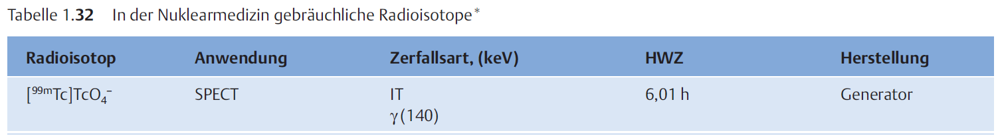 Tabelle 1.32 In der Nuklearmedizin gebräuchliche Radioisotope*
Radioisotop Anwendung Zerfallsart, (keV) HWZ Herstellung
[⁹⁹ᵐTc]TcO₄⁻ SPECT IT 6,01 h Generator
γ (140)